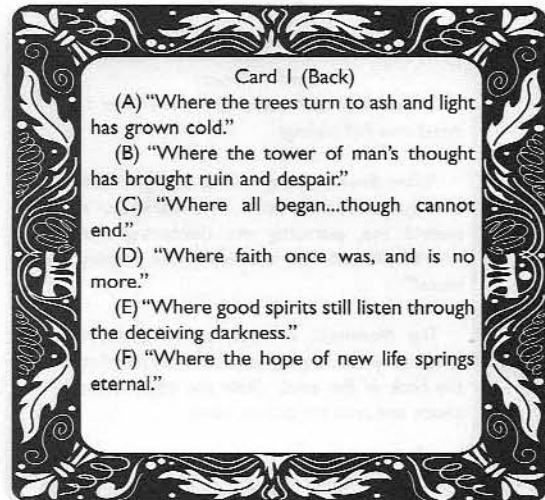 Card 1 (Back)
(A) “Where the trees turn to ash and light
has grown cold.”
(B) “Where the tower of man’s thought
has brought ruin and despair.”
(C) “Where all began...though cannot
end.”
(D) “Where faith once was, and is no
more.”
(E) “Where good spirits still listen through
the deceiving darkness.”
(F) “Where the hope of new life springs
eternal.”